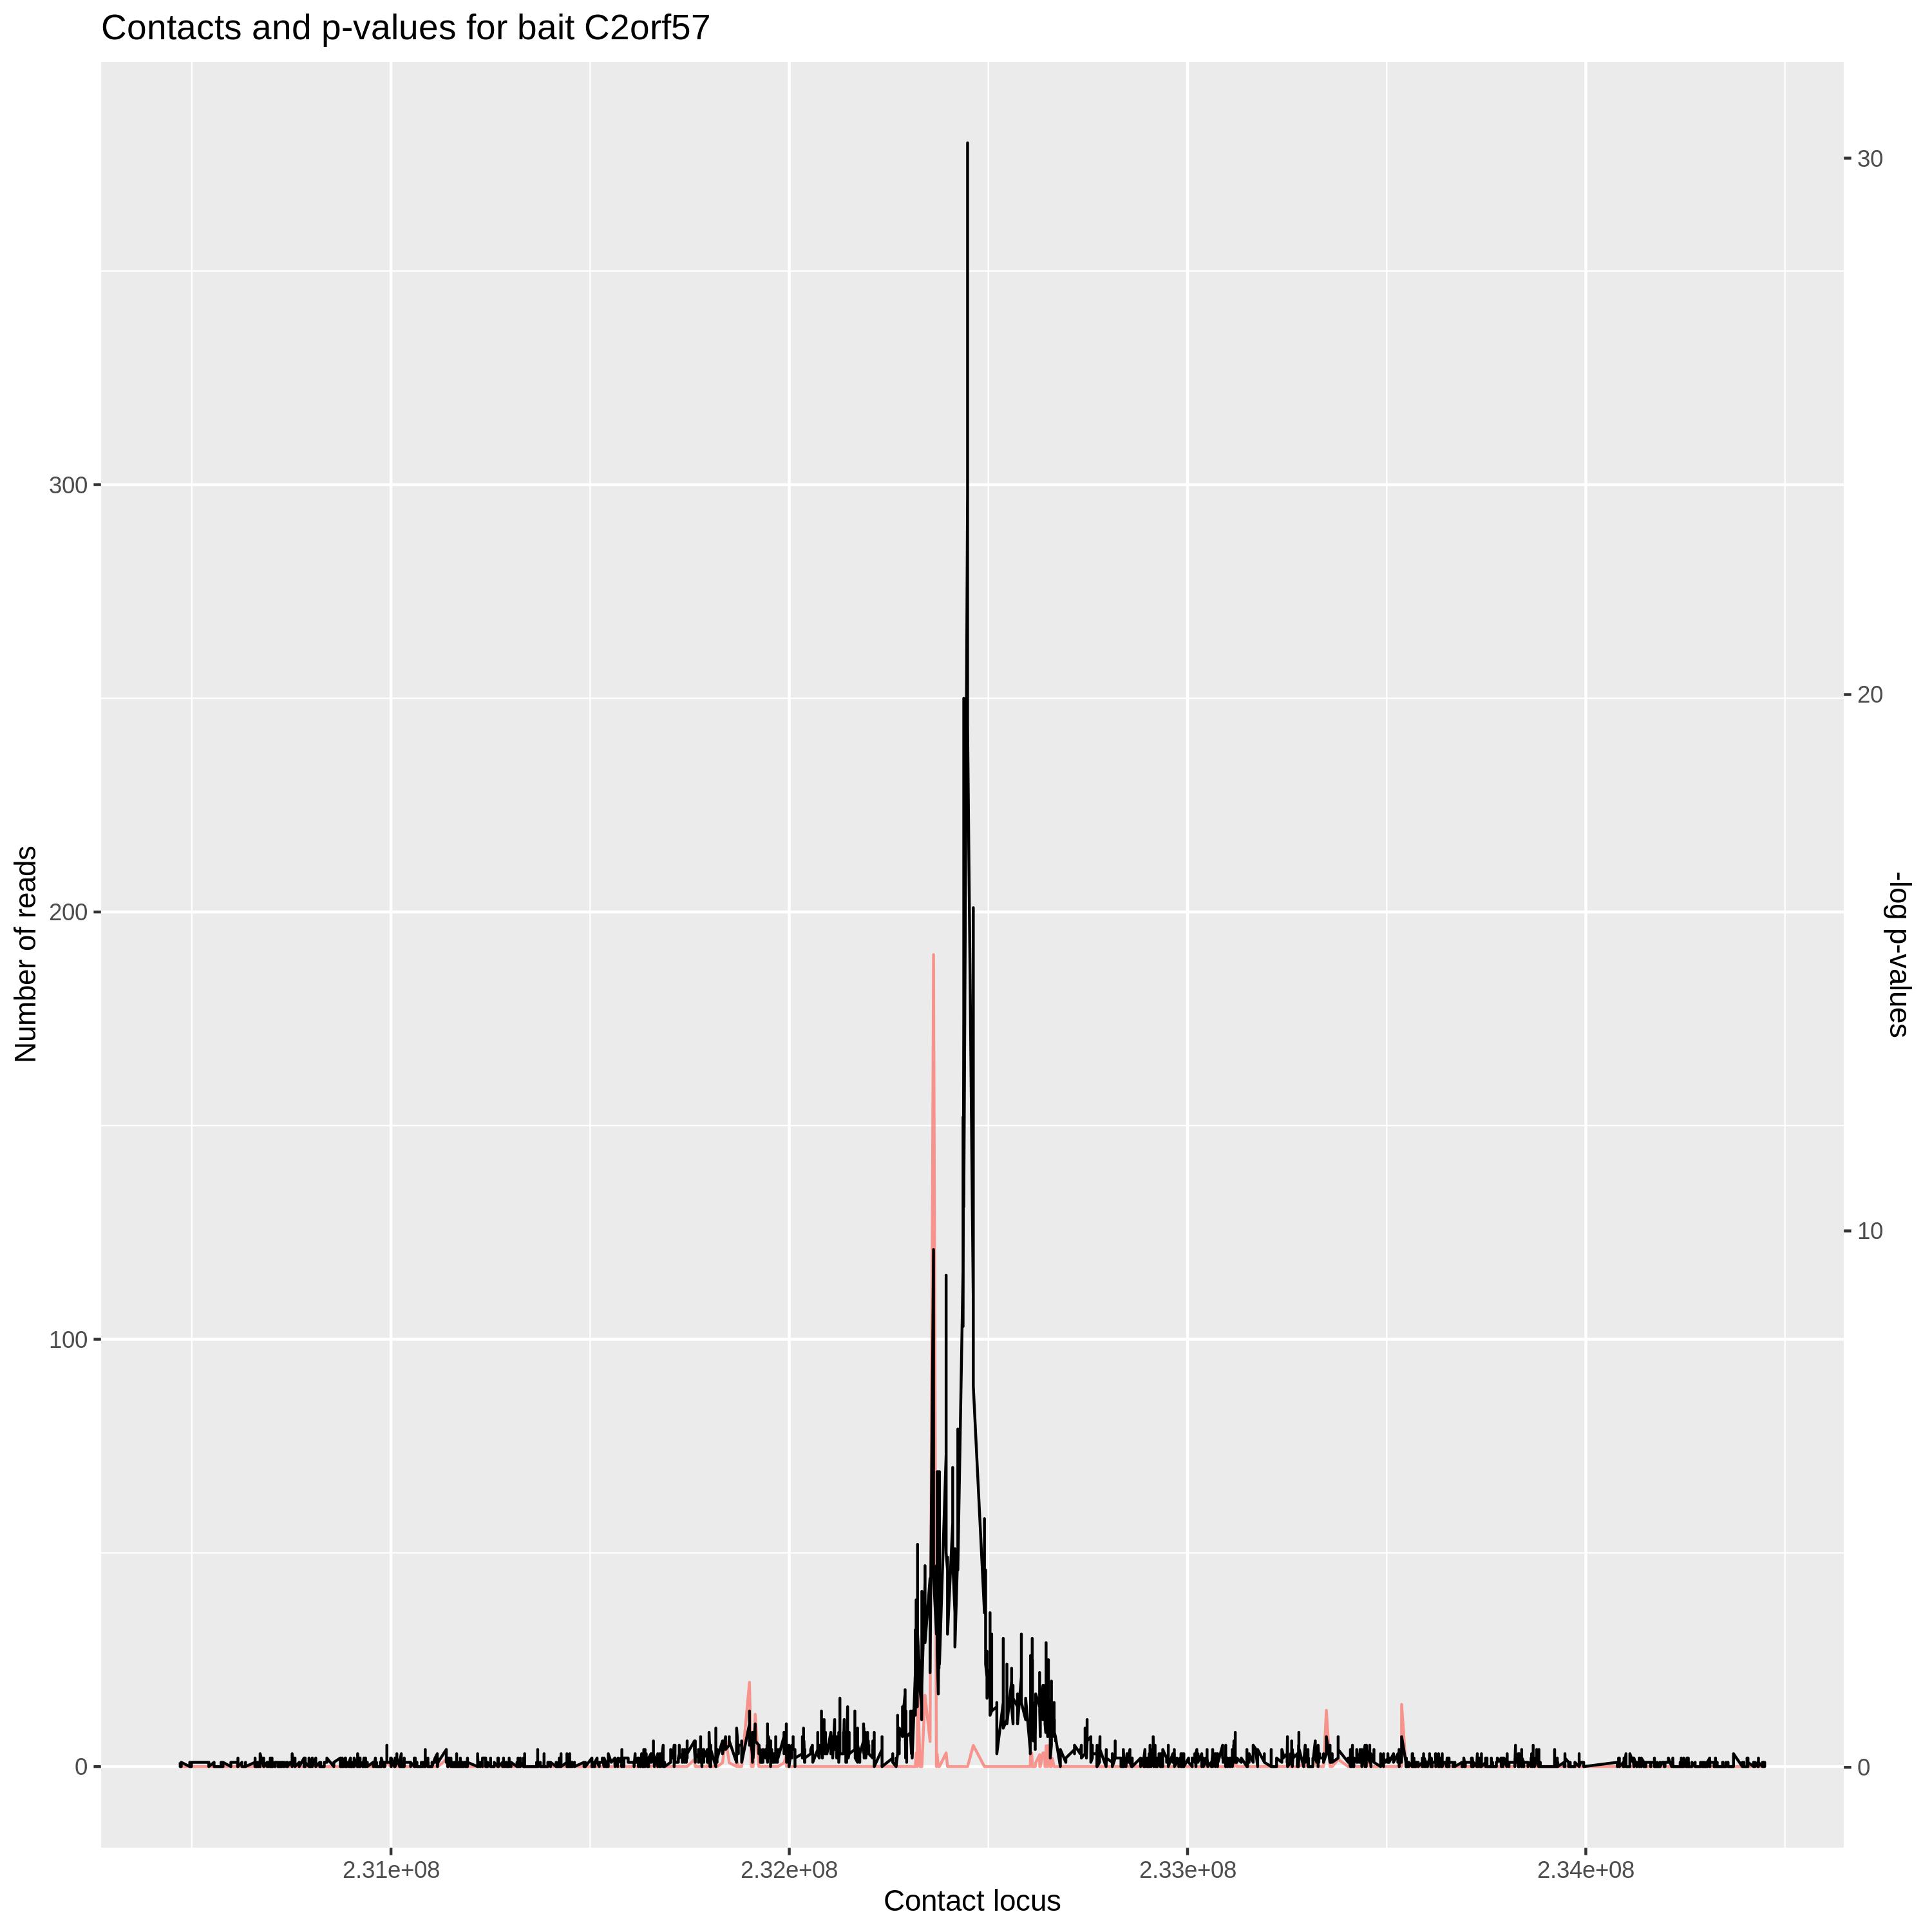 Contacts and p-values for bait C2orf57
300
200
100
0
Number of reads
30
20
10
0
-log p-values
2.31e+08
2.32e+08
2.33e+08
2.34e+08
Contact locus